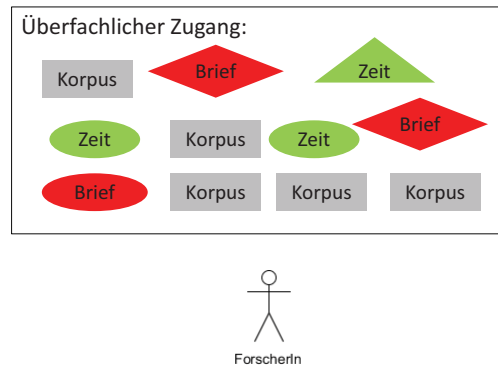 Überfachlicher Zugang:
Korpus Brief Zeit
Zeit Korpus Zeit Brief
Brief Korpus Korpus Korpus
ForscherIn